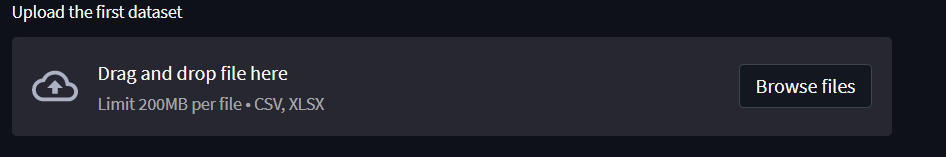 Upload the first dataset
Drag and drop file here
Limit 200MB per file • CSV, XLSX
Browse files